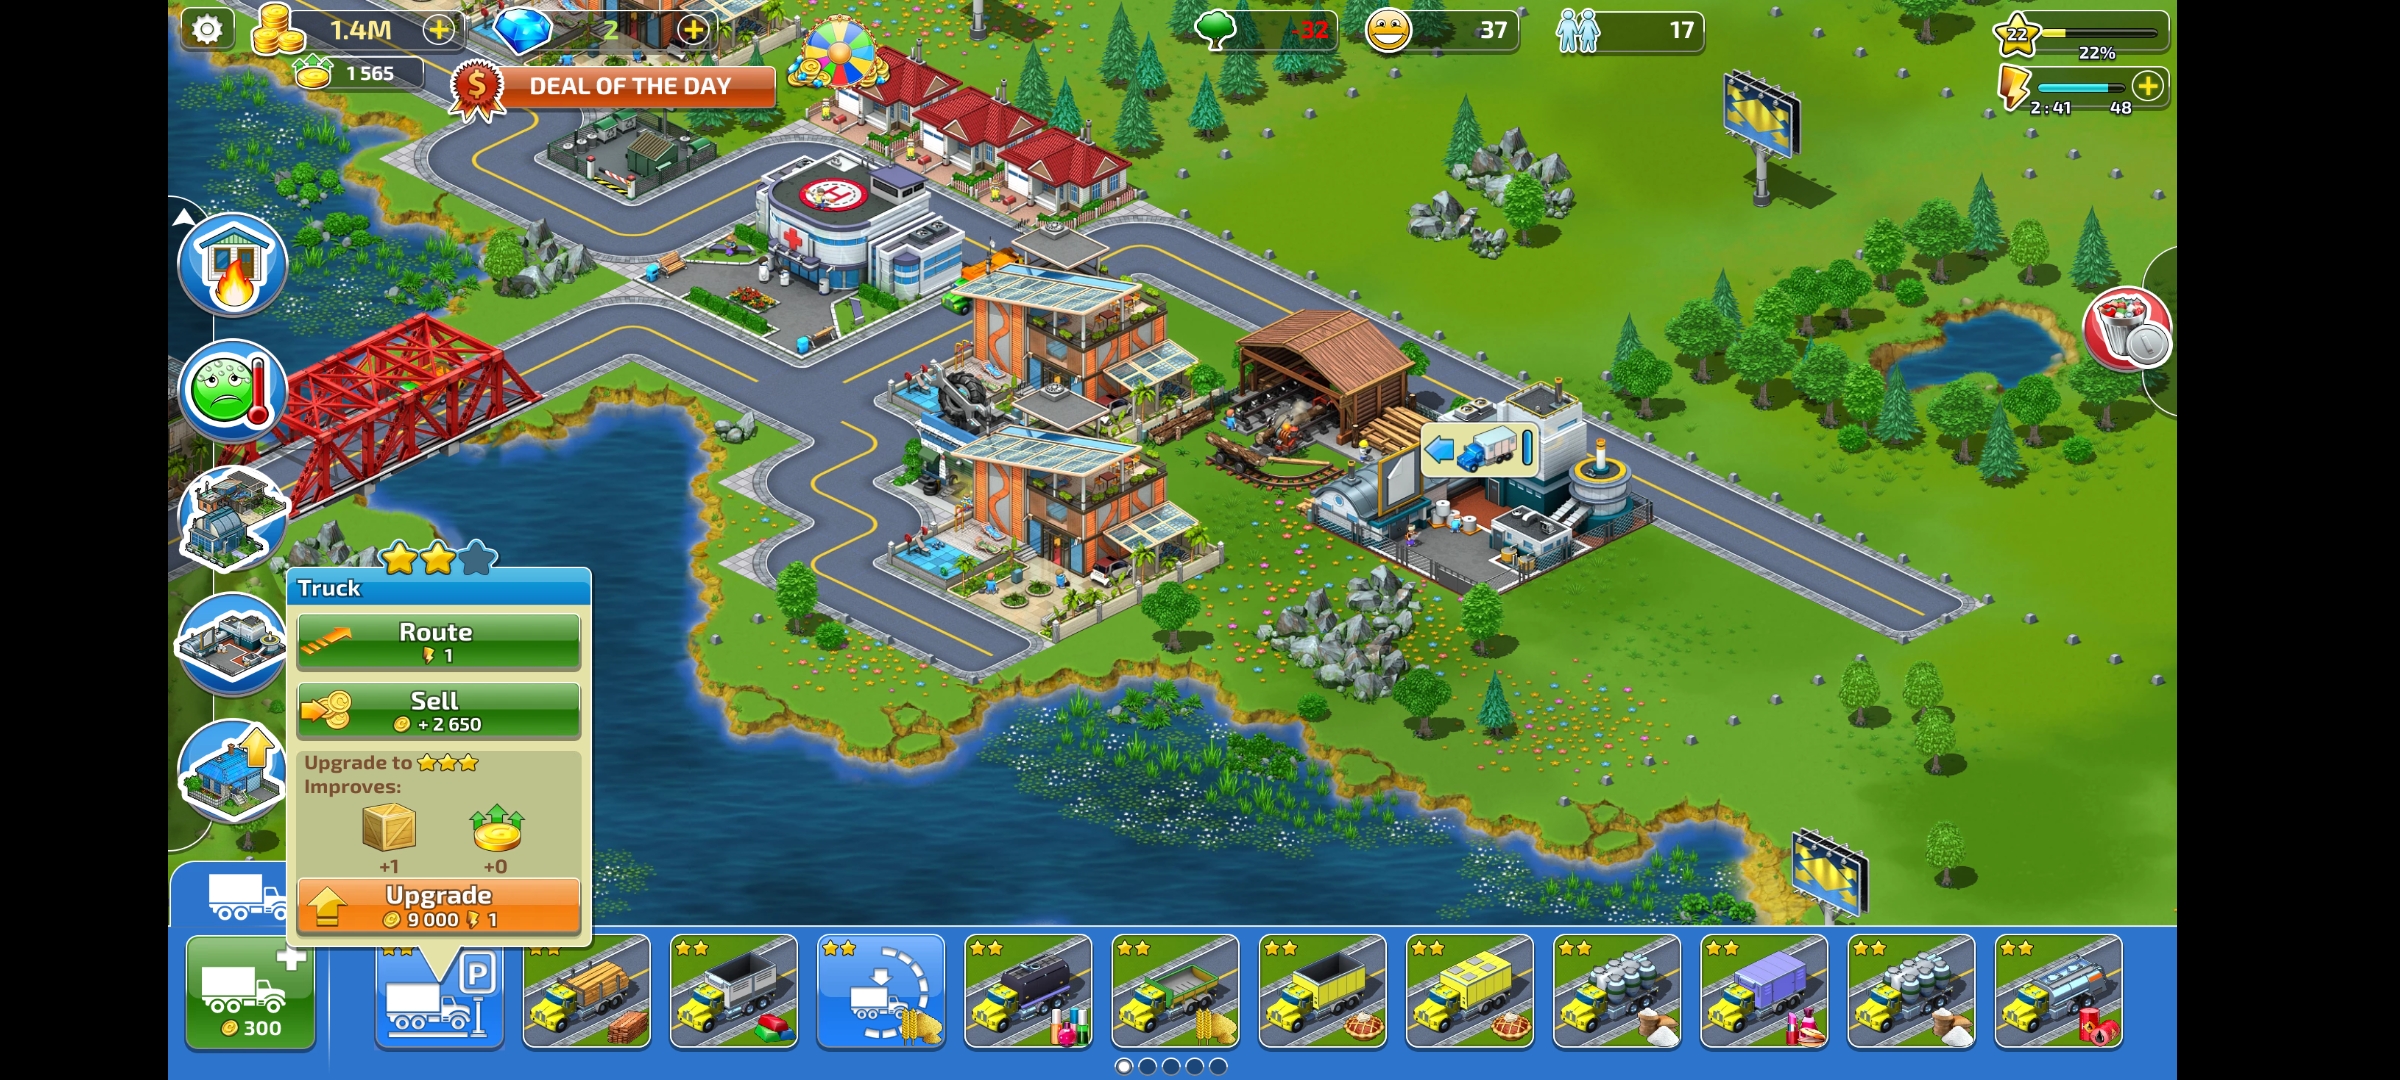 1.4M
2
-32
37
17
22
22%
1 565
DEAL OF THE DAY
2:41
48
H
Truck
Route
1
Sell
+ 2 650
Upgrade to
Improves:
+1
+0
Upgrade
9 000 1
P
300